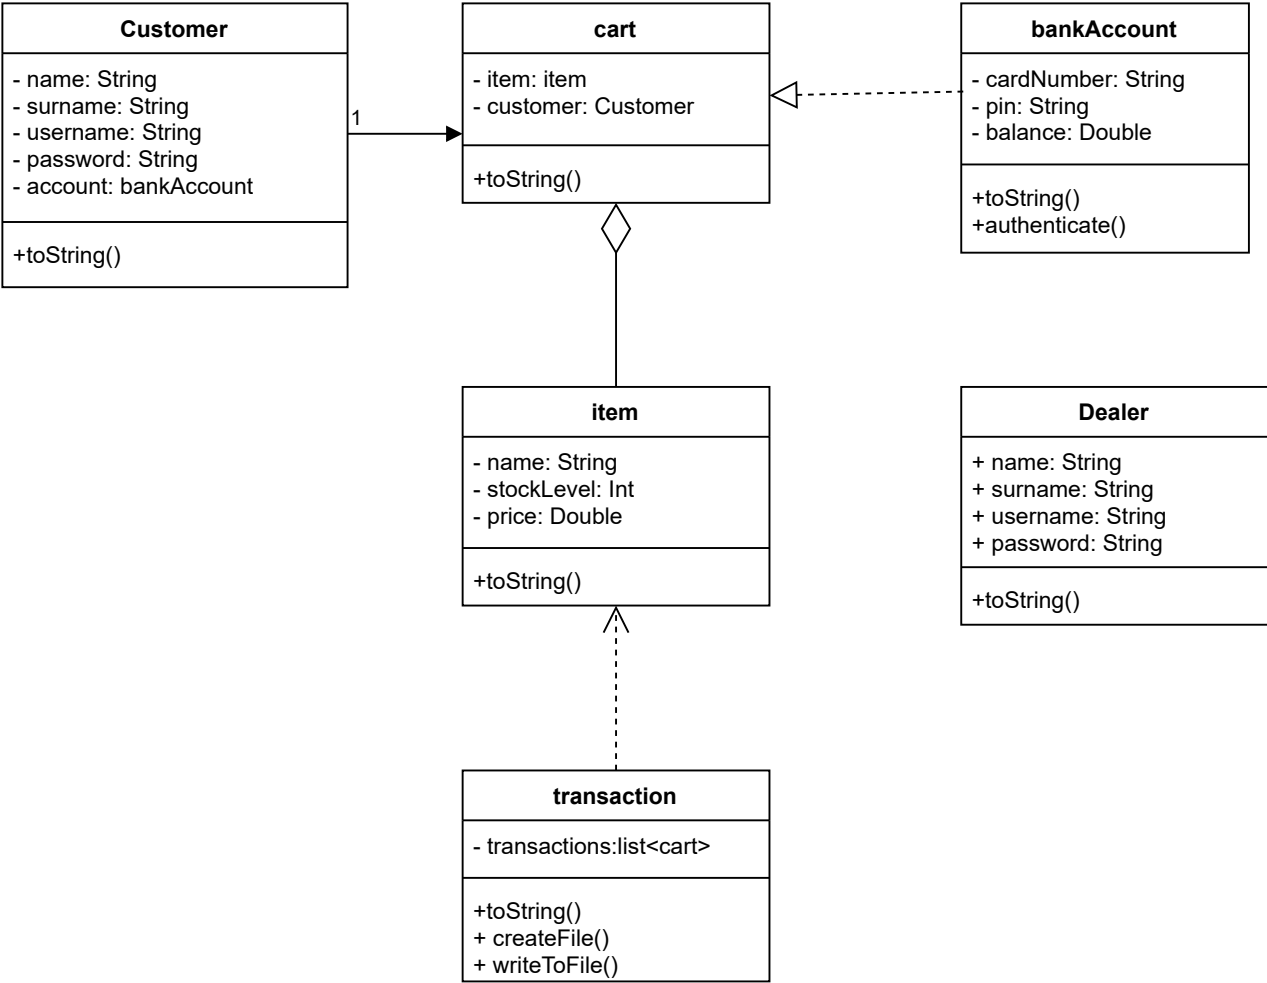 Customer
- name: String
- surname: String
- username: String
- password: String
- account: bankAccount
+toString()
1
cart
- item: item
- customer: Customer
+toString()
bankAccount
- cardNumber: String
- pin: String
- balance: Double
+toString()
+authenticate()
item
- name: String
- stockLevel: Int
- price: Double
+toString()
Dealer
+ name: String
+ surname: String
+ username: String
+ password: String
+toString()
transaction
- transactions:list<cart>
+toString()
+ createFile()
+ writeToFile()